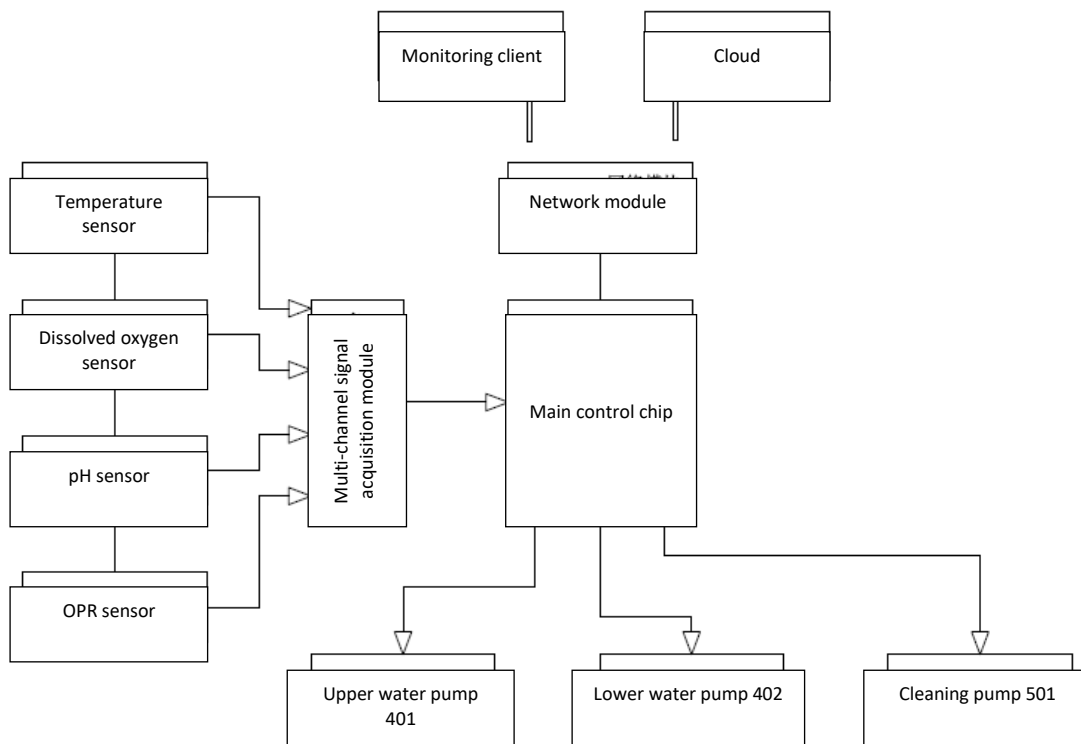 Monitoring client
Cloud
Temperature
sensor
Network module
Dissolved oxygen
sensor
Multi-channel signal
acquisition module
Main control chip
pH sensor
OPR sensor
Upper water pump
401
Lower water pump 402
Cleaning pump 501